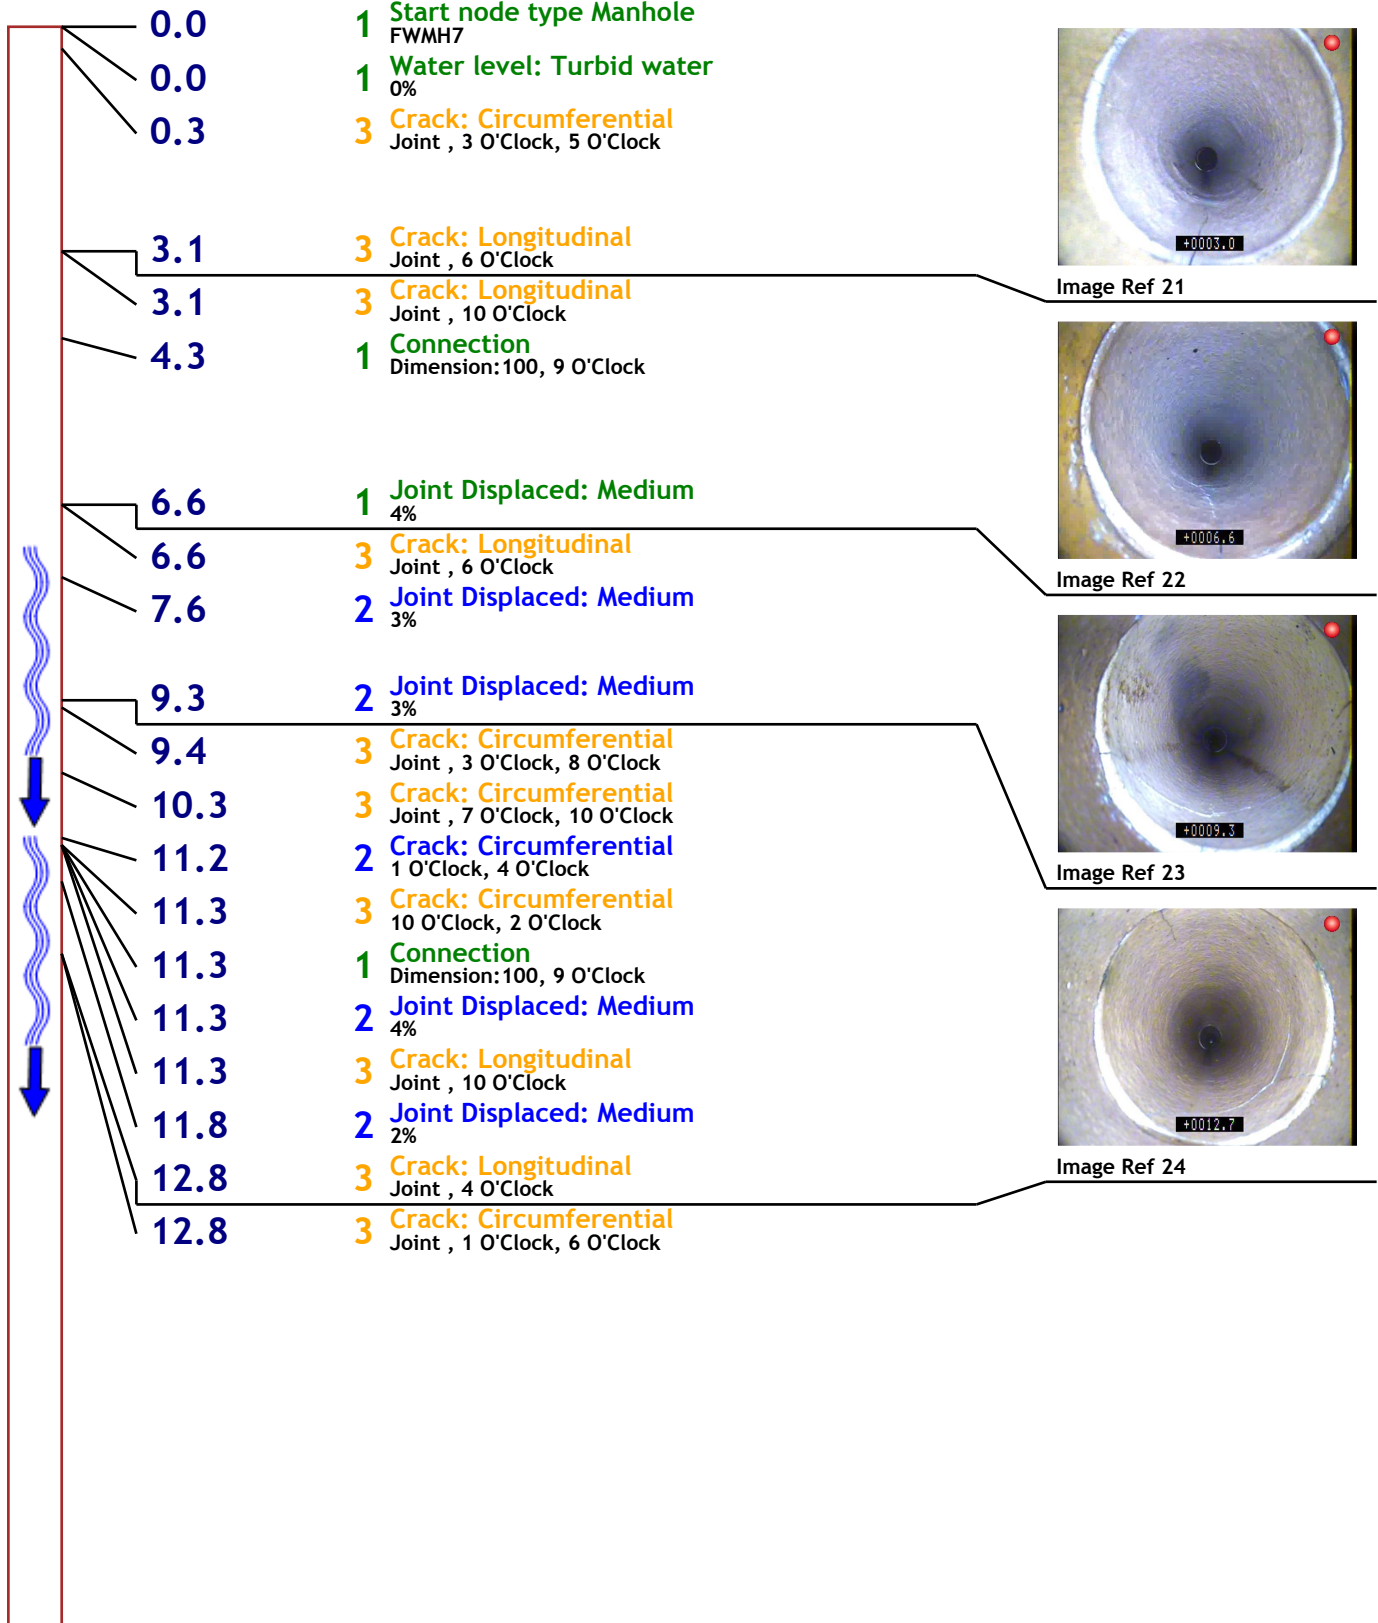 0.0 1 Start node type Manhole
FWMH7
0.0 1 Water level: Turbid water
0%
0.3 3 Crack: Circumferential
Joint , 3 O'Clock, 5 O'Clock
+0003.0
3.1 3 Crack: Longitudinal
Joint , 6 O'Clock
Image Ref 21
3.1 3 Crack: Longitudinal
Joint , 10 O'Clock
4.3 1 Connection
Dimension:100, 9 O'Clock
6.6 1 Joint Displaced: Medium
4%
+0006.6
6.6 3 Crack: Longitudinal
Joint , 6 O'Clock
Image Ref 22
7.6 2 Joint Displaced: Medium
3%
9.3 2 Joint Displaced: Medium
3%
9.4 3 Crack: Circumferential
Joint , 3 O'Clock, 8 O'Clock
10.3 3 Crack: Circumferential
Joint , 7 O'Clock, 10 O'Clock
+0009.3
11.2 2 Crack: Circumferential
1 O'Clock, 4 O'Clock
Image Ref 23
11.3 3 Crack: Circumferential
10 O'Clock, 2 O'Clock
11.3 1 Connection
Dimension:100, 9 O'Clock
11.3 2 Joint Displaced: Medium
4%
11.3 3 Crack: Longitudinal
Joint , 10 O'Clock
11.8 2 Joint Displaced: Medium
2%
+0012.7
12.8 3 Crack: Longitudinal
Joint , 4 O'Clock
Image Ref 24
12.8 3 Crack: Circumferential
Joint , 1 O'Clock, 6 O'Clock